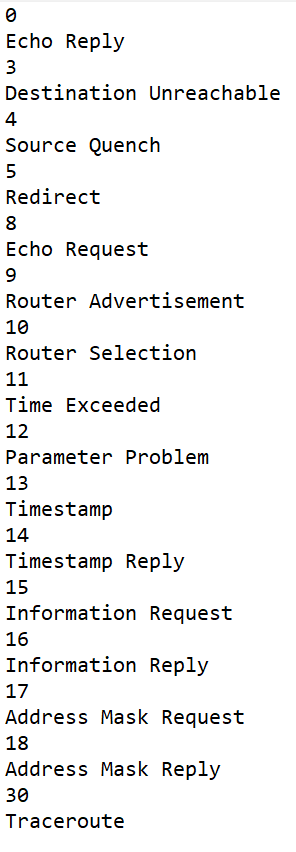 0
Echo Reply
3
Destination Unreachable
4
Source Quench
5
Redirect
8
Echo Request
9
Router Advertisement
10
Router Selection
11
Time Exceeded
12
Parameter Problem
13
Timestamp
14
Timestamp Reply
15
Information Request
16
Information Reply
17
Address Mask Request
18
Address Mask Reply
30
Traceroute